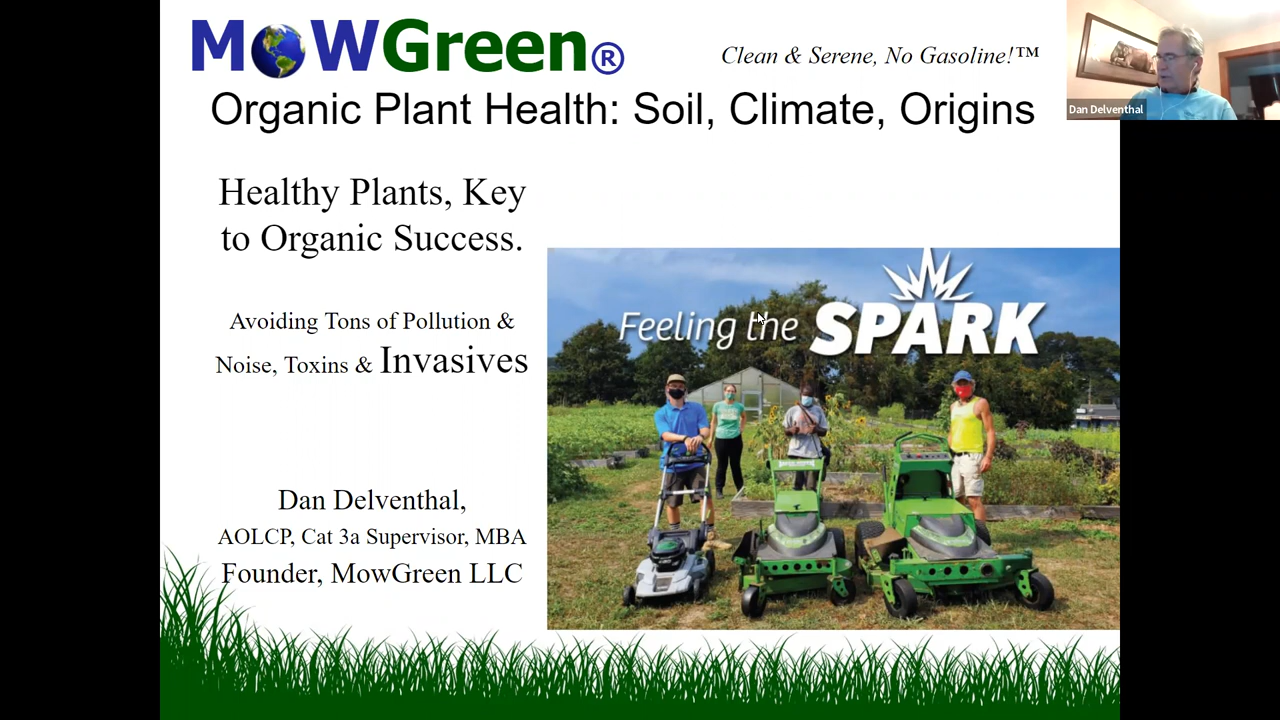 MOWGreen®
Clean & Serene, No Gasoline!™
Dan Delventhal
Organic Plant Health: Soil, Climate, Origins
Healthy Plants, Key
to Organic Success.
Feeling the SPARK
Avoiding Tons of Pollution &
Noise, Toxins & Invasives
Dan Delventhal,
AOLCP, Cat 3a Supervisor, MBA
Founder, MowGreen LLC